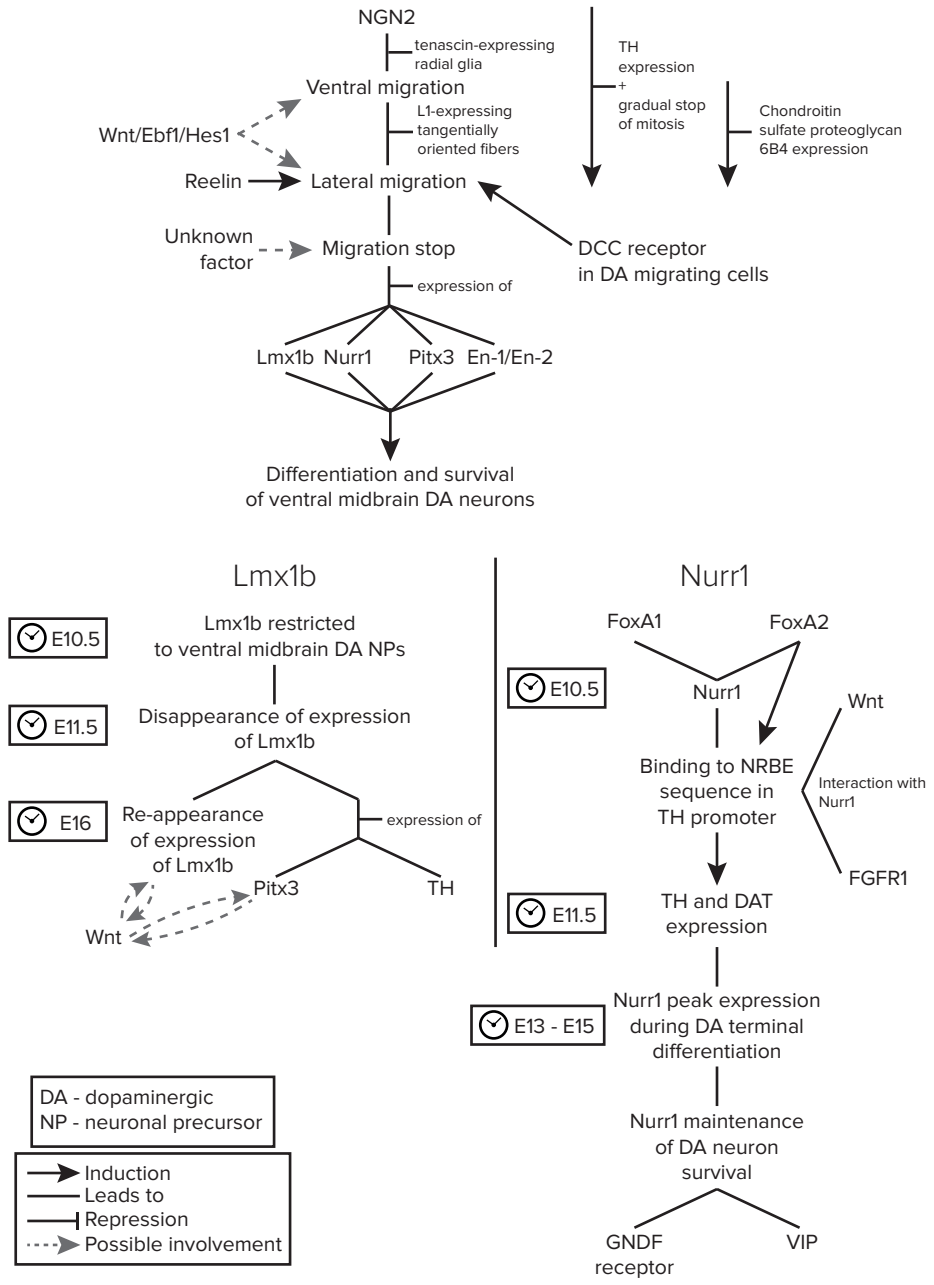 NGN2
tenascin-expressing
radial glia
Ventral migration
L1-expressing
tangentially
oriented fibers
Wnt/Ebf1/Hes1
Reelin
Lateral migration
TH
expression
+
gradual stop
of mitosis
Chondroitin
sulfate proteoglycan
6B4 expression
Unknown
factor
Migration stop
DCC receptor
in DA migrating cells
expression of
Lmx1b Nurr1 Pitx3 En-1/En-2
Differentiation and survival
of ventral midbrain DA neurons
Lmx1b
E10.5
Lmx1b restricted
to ventral midbrain DA NPs
E11.5
Disappearance of expression
of Lmx1b
E16
Re-appearance
of expression
of Lmx1b
expression of
Pitx3
TH
Wnt
Nurr1
FoxA1
FoxA2
E10.5
Nurr1
Wnt
Binding to NRBE
sequence in
TH promoter
Interaction with
Nurr1
FGFR1
E11.5
TH and DAT
expression
E13 - E15
Nurr1 peak expression
during DA terminal
differentiation
Nurr1 maintenance
of DA neuron
survival
GNDF
receptor
VIP
DA - dopaminergic
NP - neuronal precursor
Induction
Leads to
Repression
Possible involvement